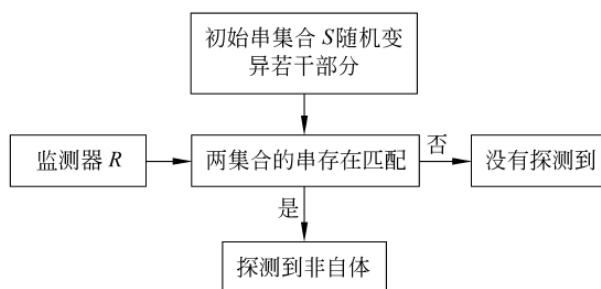 初始串集合 S随机变
异若干部分
监测器 R
两集合的串存在匹配
否
没有探测到
是
探测到非自体